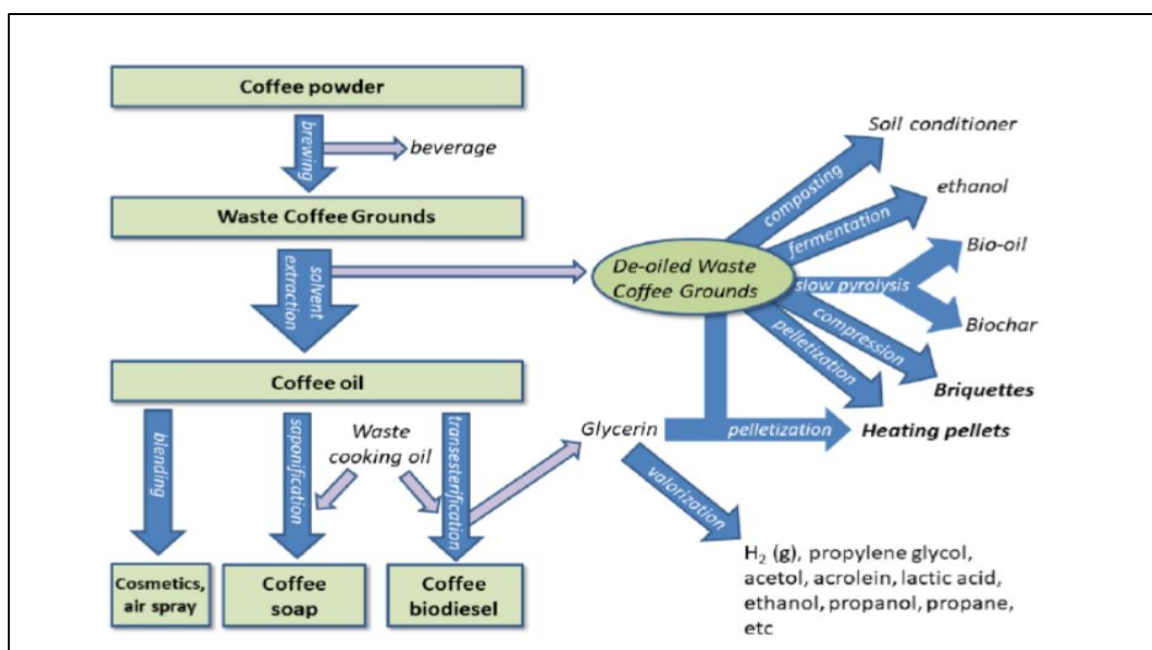 Coffee powder
brewing
beverage
Waste Coffee Grounds
solvent
extraction
Coffee oil
blending
saponification
Waste
cooking oil
transesterification
Cosmetics,
air spray
Coffee
soap
Coffee
biodiesel
De-oiled Waste
Coffee Grounds
composting
Soil conditioner
fermentation
ethanol
slow pyrolysis
Bio-oil
Biochar
compression
Briquettes
pelletization
Glycerin
pelletization
Heating pellets
valorization
H₂ (g), propylene glycol,
acetol, acrolein, lactic acid,
ethanol, propanol, propane,
etc